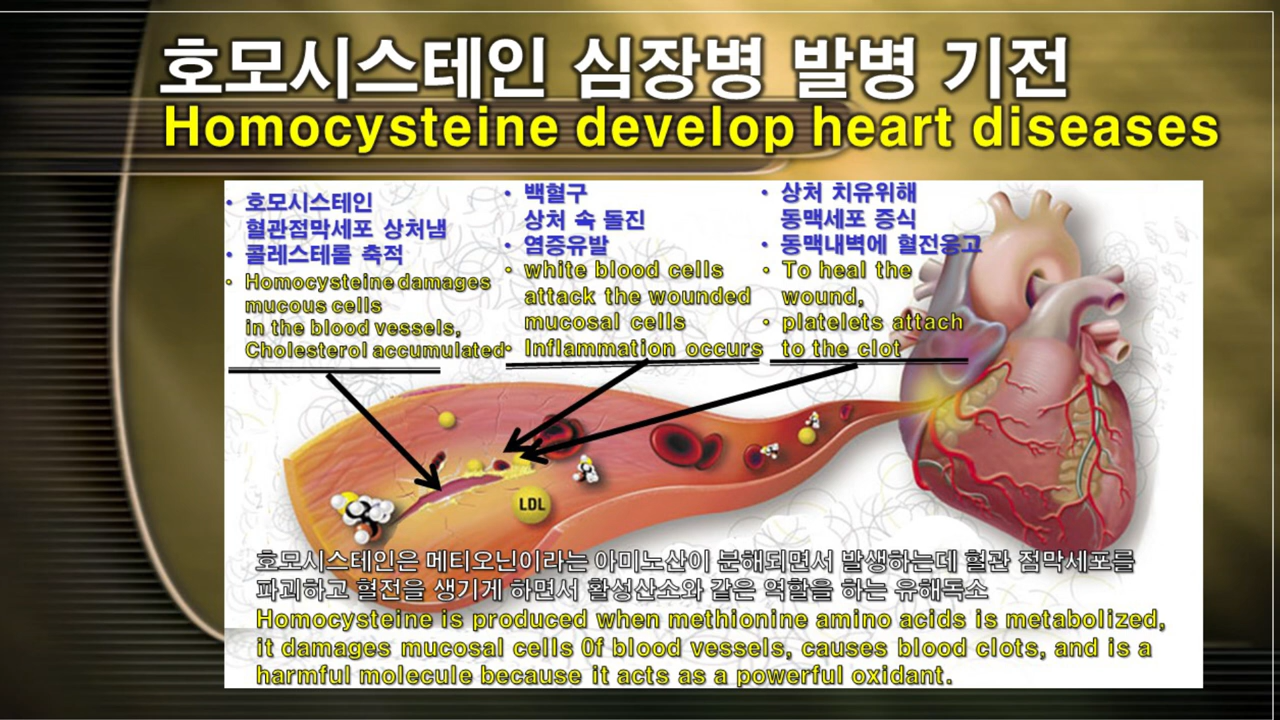 호모시스테인 심장병 발병 기전
Homocysteine develop heart diseases
• 호모시스테인
혈관점막세포 상처냄
• 콜레스테롤 축적
• Homocysteine damages
mucous cells
in the blood vessels,
Cholesterol accumulated
• 백혈구
상처 속 돌진
• 염증유발
• white blood cells
attack the wounded
mucosal cells
• Inflammation occurs
• 상처 치유위해
동맥세포 증식
• 동맥내벽에 혈전응고
• To heal the
wound,
• platelets attach
to the clot
LDL
호모시스테인은 메티오닌이라는 아미노산이 분해되면서 발생하는데 혈관 점막세포를
파괴하고 혈전을 생기게 하면서 활성산소와 같은 역할을 하는 유해독소
Homocysteine is produced when methionine amino acids is metabolized,
it damages mucosal cells 0f blood vessels, causes blood clots, and is a
harmful molecule because it acts as a powerful oxidant.